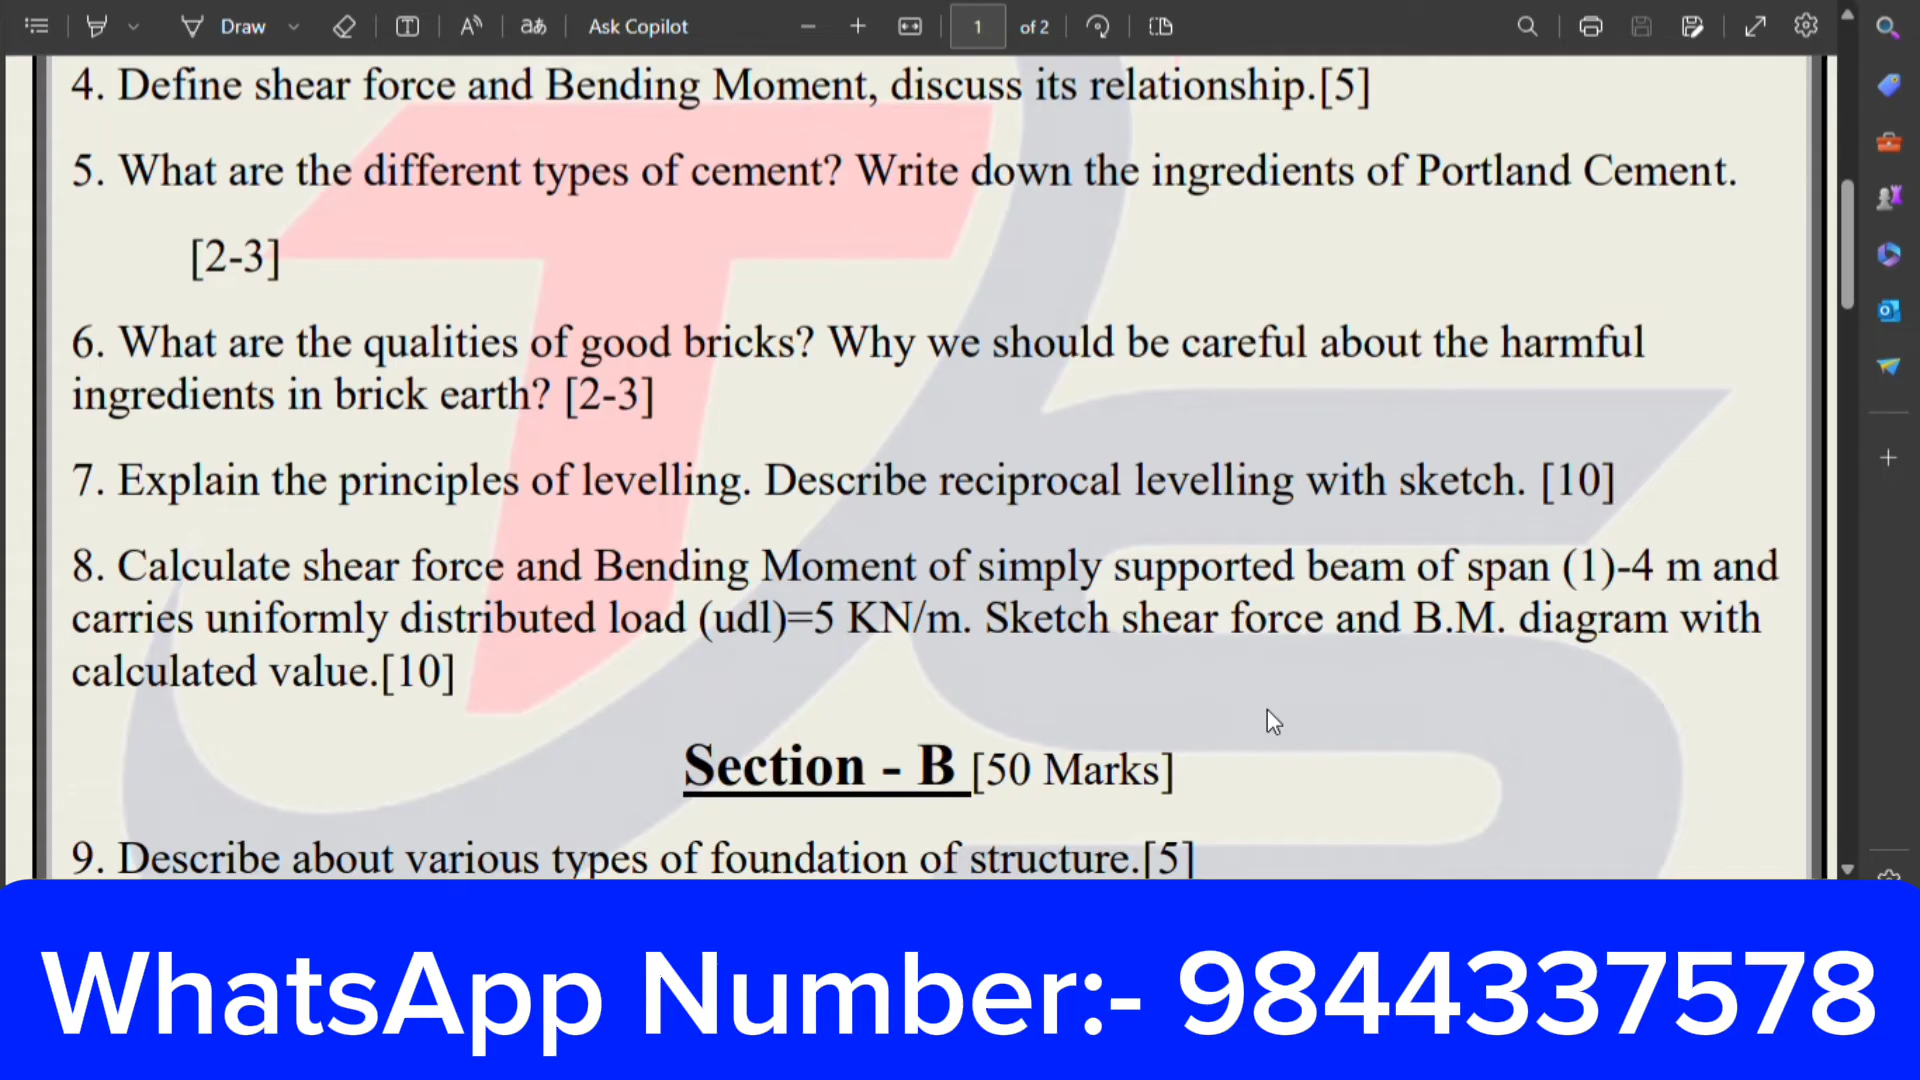 Draw
Ask Copilot
1
of 2
4. Define shear force and Bending Moment, discuss its relationship.[5]
5. What are the different types of cement? Write down the ingredients of Portland Cement.
[2-3]
6. What are the qualities of good bricks? Why we should be careful about the harmful
ingredients in brick earth? [2-3]
7. Explain the principles of levelling. Describe reciprocal levelling with sketch. [10]
8. Calculate shear force and Bending Moment of simply supported beam of span (1)-4 m and
carries uniformly distributed load (udl)=5 KN/m. Sketch shear force and B.M. diagram with
calculated value.[10]
Section - B [50 Marks]
9. Describe about various types of foundation of structure.[5]
WhatsApp Number:- 9844337578